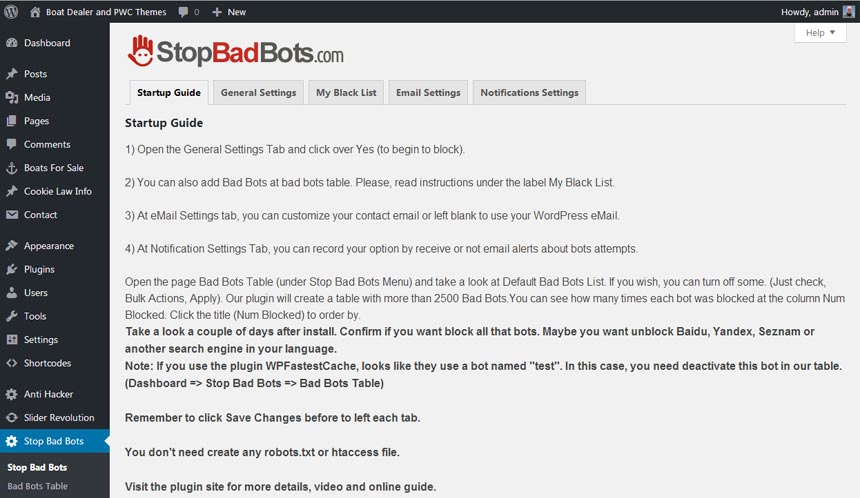 Boat Dealer and PWC Themes 0 New Howdy, admin
Help
Dashboard
Posts
Media
Pages
Comments
Boats For Sale
Cookie Law Info
Contact
Appearance
Plugins
Users
Tools
Settings
Shortcodes
Anti Hacker
Slider Revolution
Stop Bad Bots
Stop Bad Bots
Bad Bots Table
StopBadBots.com
Startup Guide General Settings My Black List Email Settings Notifications Settings
Startup Guide
1) Open the General Settings Tab and click over Yes (to begin to block).
2) You can also add Bad Bots at bad bots table. Please, read instructions under the label My Black List.
3) At eMail Settings tab, you can customize your contact email or left blank to use your WordPress eMail.
4) At Notification Settings Tab, you can record your option by receive or not email alerts about bots attempts.
Open the page Bad Bots Table (under Stop Bad Bots Menu) and take a look at Default Bad Bots List. If you wish, you can turn off some. (Just check,
Bulk Actions, Apply). Our plugin will create a table with more than 2500 Bad Bots.You can see how many times each bot was blocked at the column Num
Blocked. Click the title (Num Blocked) to order by.
Take a look a couple of days after install. Confirm if you want block all that bots. Maybe you want unblock Baidu, Yandex, Seznam or
another search engine in your language.
Note: If you use the plugin WPFastestCache, looks like they use a bot named "test". In this case, you need deactivate this bot in our table.
(Dashboard => Stop Bad Bots => Bad Bots Table)
Remember to click Save Changes before to left each tab.
You don't need create any robots.txt or htaccess file.
Visit the plugin site for more details, video and online guide.